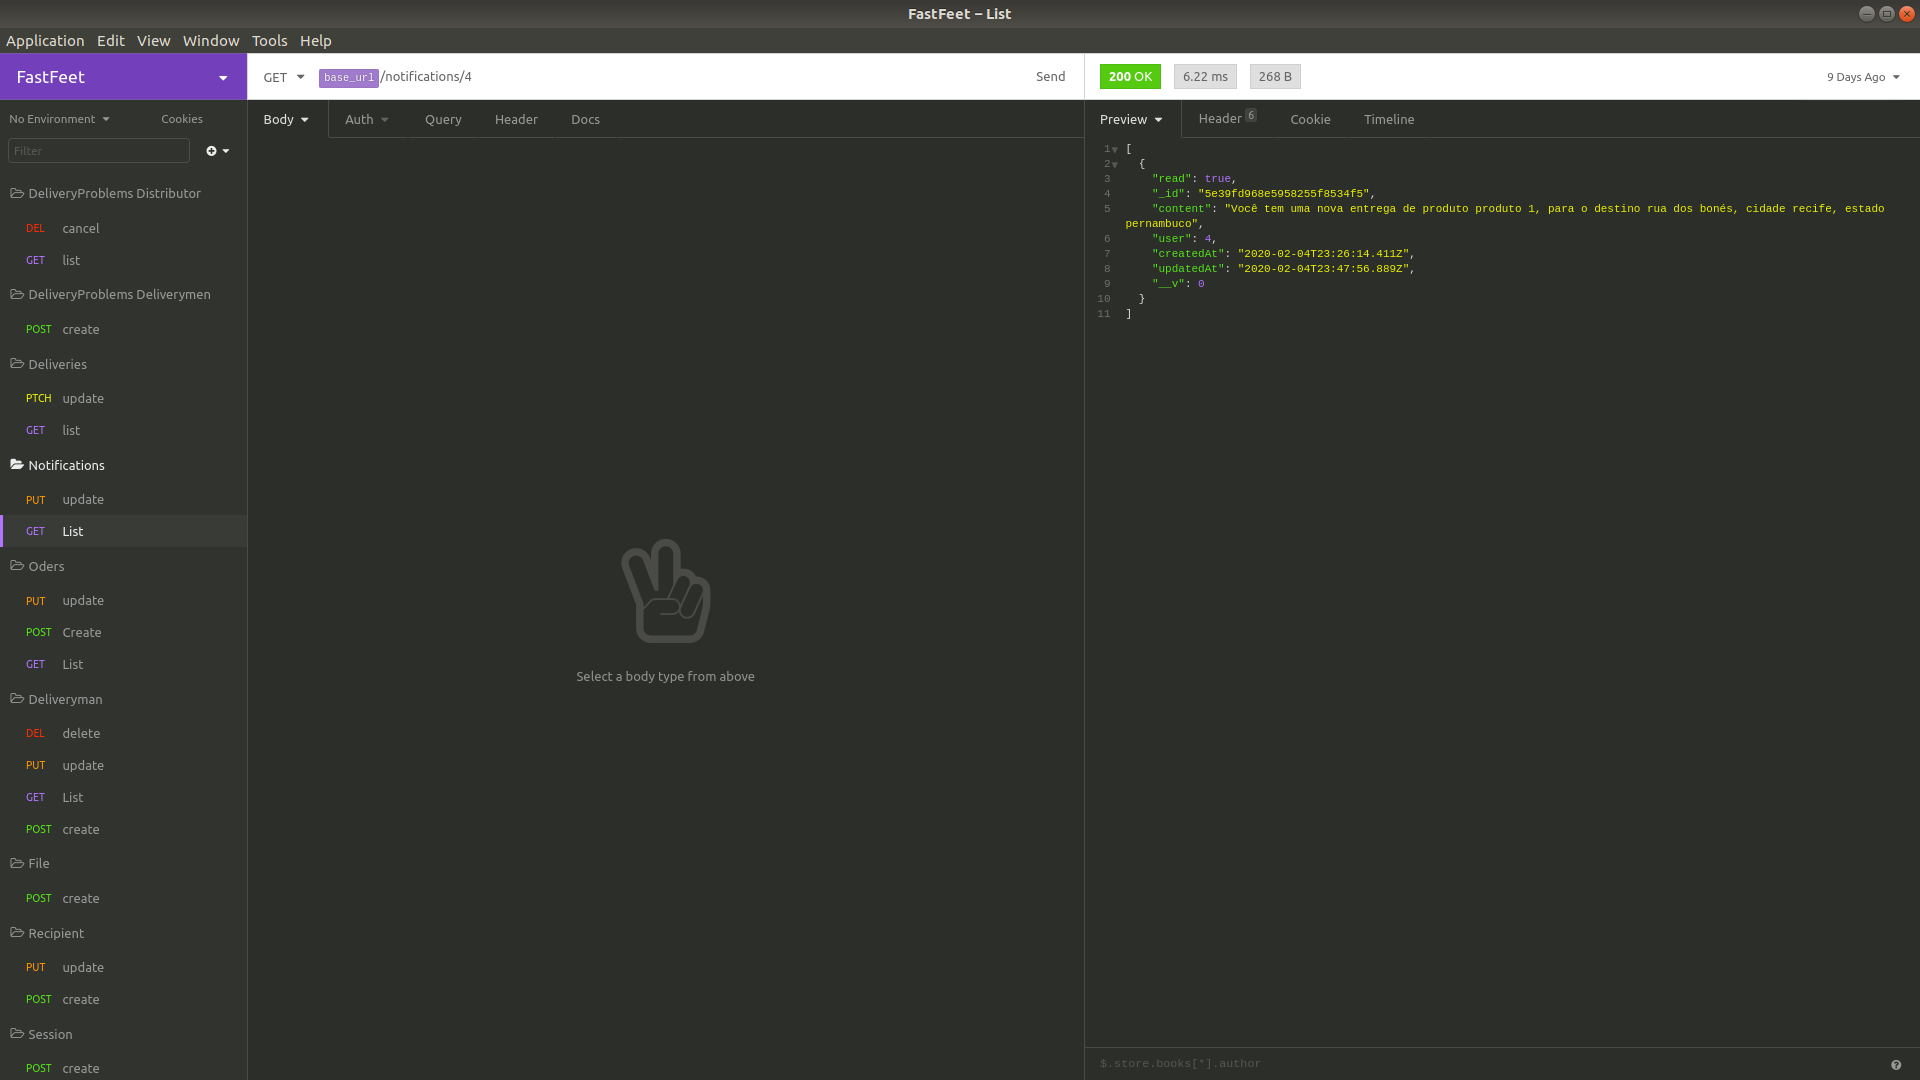 FastFeet – List
Application Edit View Window Tools Help
FastFeet
GET base_url/notifications/4 Send
200 OK 6.22 ms 268 B 9 Days Ago
No Environment Cookies
Filter
DeliveryProblems Distributor
DEL cancel
GET list
DeliveryProblems Deliverymen
POST create
Deliveries
PTCH update
GET list
Notifications
PUT update
GET List
Oders
PUT update
POST Create
GET List
Deliveryman
DEL delete
PUT update
GET List
POST create
File
POST create
Recipient
PUT update
POST create
Session
POST create
Body Auth Query Header Docs
Select a body type from above
Preview Header 6 Cookie Timeline
1 [
2 {
3 "read": true,
4 "_id": "5e39fd968e5958255f8534f5",
5 "content": "Você tem uma nova entrega de produto produto 1, para o destino rua dos bonés, cidade recife, estado
pernambuco",
6 "user": 4,
7 "createdAt": "2020-02-04T23:26:14.411Z",
8 "updatedAt": "2020-02-04T23:47:56.889Z",
9 "__v": 0
10 }
11 ]
$.store.books[*].author